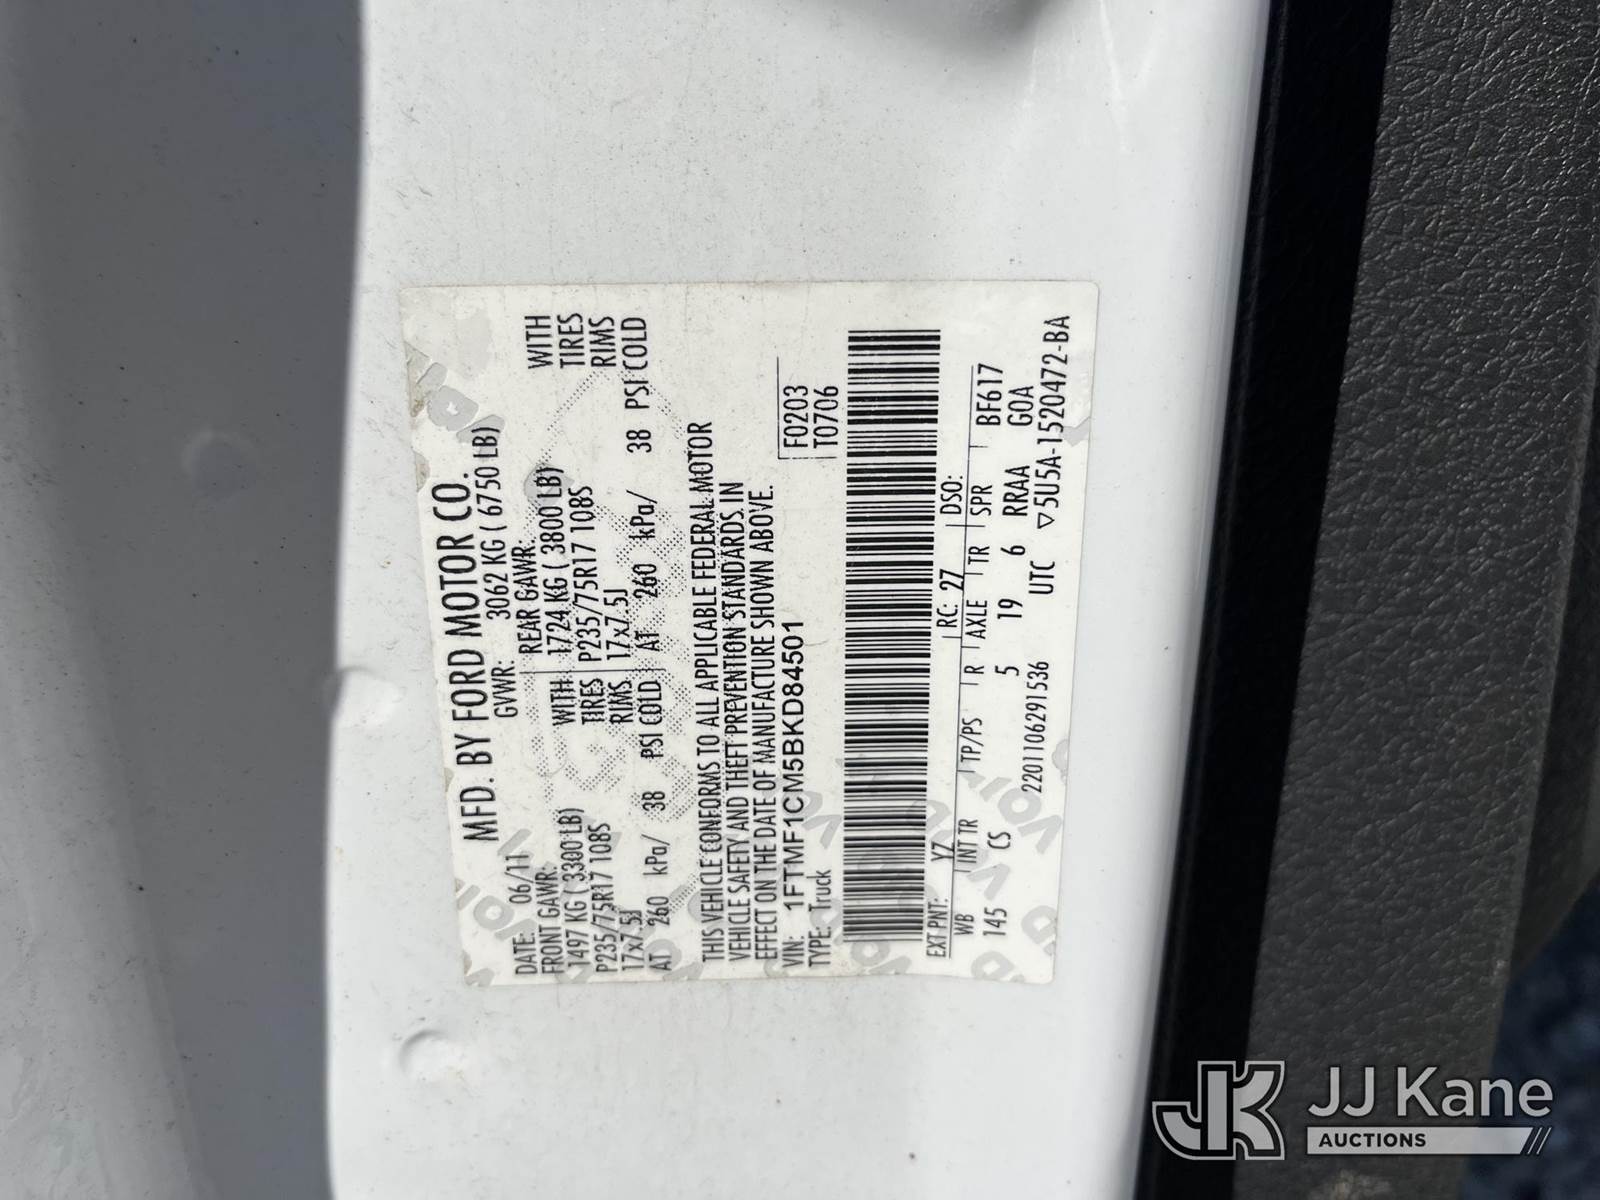 MFD. BY FORD MOTOR CO.
DATE: 06/11 GVWR: 3062 KG ( 6750 LB)
FRONT GAWR: REAR GAWR:
1497 KG ( 3300 LB) WITH 1724 KG ( 3800 LB) WITH
P235/75R17 108S TIRES P235/75R17 108S TIRES
17x7.5J RIMS 17x7.5J RIMS
AT 260 kPa/ 38 PSI COLD AT 260 kPa/ 38 PSI COLD
THIS VEHICLE CONFORMS TO ALL APPLICABLE FEDERAL MOTOR
VEHICLE SAFETY AND THEFT PREVENTION STANDARDS IN
EFFECT ON THE DATE OF MANUFACTURE SHOWN ABOVE.
VIN: 1FTMF1CM5BKD84501 F0203
TYPE: Truck T0706
EXT PNT: YZ RC: 27 DSO:
WB INT TR TP/PS R AXLE TR SPR BF617
145 CS 5 19 6 RRAA G0A
2201106291536 UTC ▽5U5A-1520472-BA
JK JJ Kane
AUCTIONS